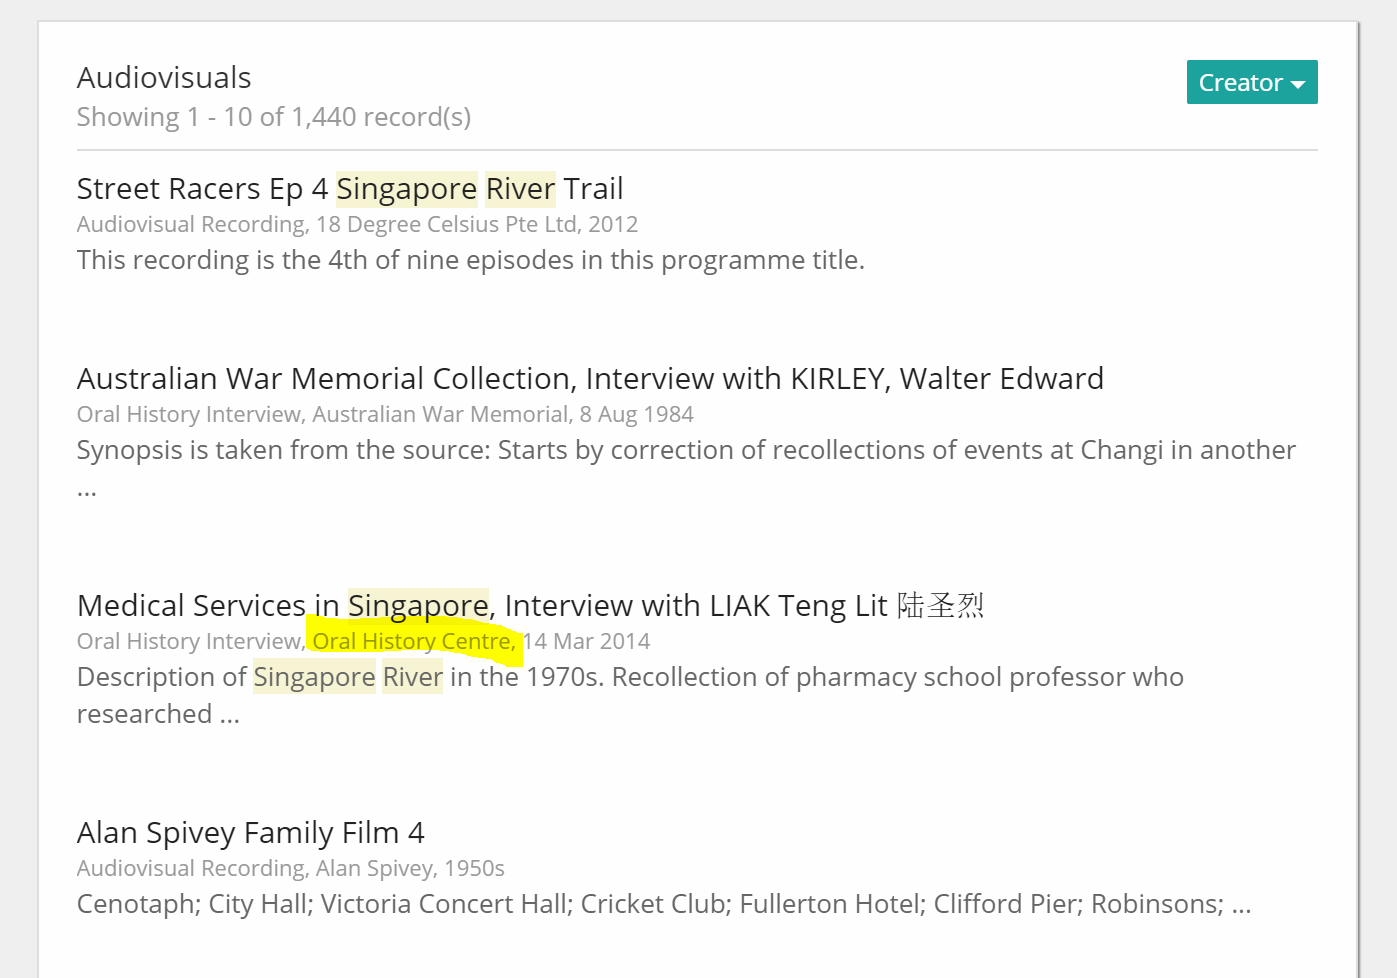 Audiovisuals
Creator
Showing 1 - 10 of 1,440 record(s)
Street Racers Ep 4 Singapore River Trail
Audiovisual Recording, 18 Degree Celsius Pte Ltd, 2012
This recording is the 4th of nine episodes in this programme title.
Australian War Memorial Collection, Interview with KIRLEY, Walter Edward
Oral History Interview, Australian War Memorial, 8 Aug 1984
Synopsis is taken from the source: Starts by correction of recollections of events at Changi in another
...
Medical Services in Singapore, Interview with LIAK Teng Lit 陆圣烈
Oral History Interview, Oral History Centre, 14 Mar 2014
Description of Singapore River in the 1970s. Recollection of pharmacy school professor who
researched ...
Alan Spivey Family Film 4
Audiovisual Recording, Alan Spivey, 1950s
Cenotaph; City Hall; Victoria Concert Hall; Cricket Club; Fullerton Hotel; Clifford Pier; Robinsons; ...